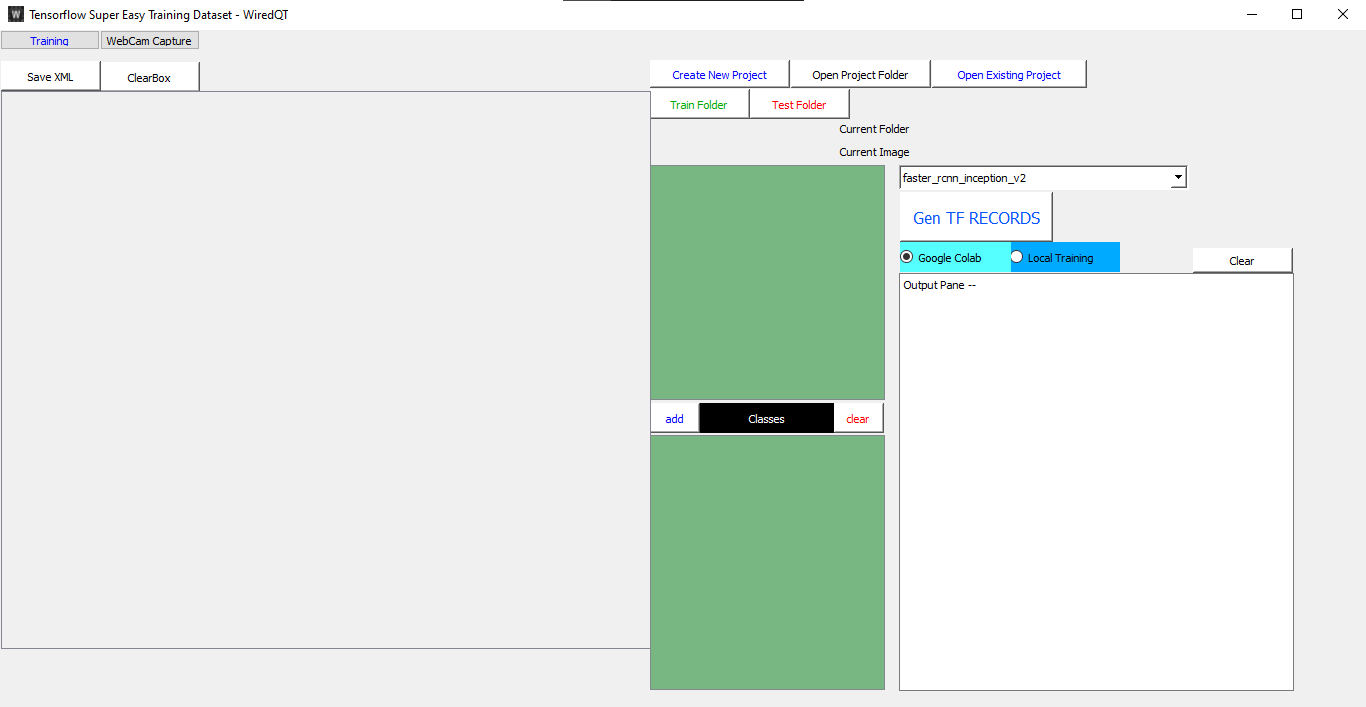 Tensorflow Super Easy Training Dataset - WiredQT
Training WebCam Capture
Save XML ClearBox
Create New Project Open Project Folder Open Existing Project
Train Folder Test Folder
Current Folder
Current Image
faster_rcnn_inception_v2
Gen TF RECORDS
Google Colab Local Training Clear
Output Pane --
add Classes clear